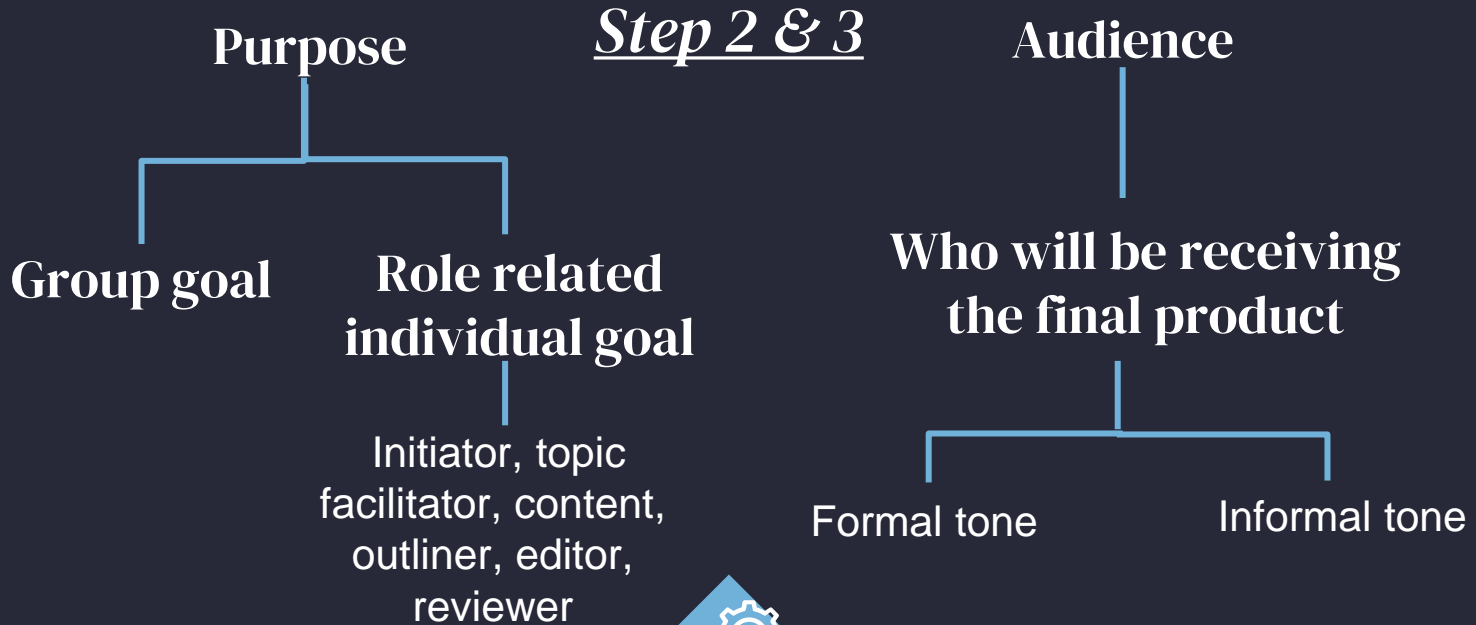 Step 2 & 3
Purpose
Group goal
Role related
individual goal
Initiator, topic
facilitator, content,
outliner, editor,
reviewer
Audience
Who will be receiving
the final product
Formal tone
Informal tone